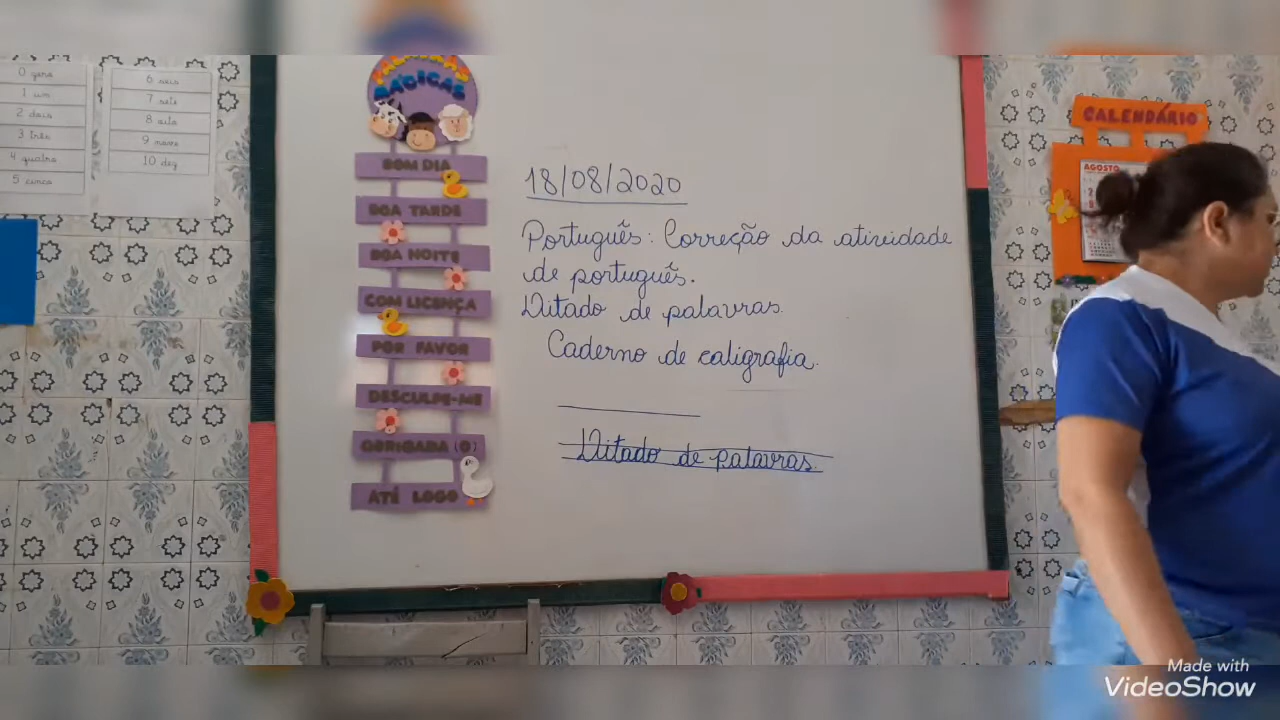 0 zero
1 um
2 dois
3 três
4 quatro
5 cinco
6 seis
7 sete
8 oito
9 nove
10 dez
PALAVRAS
MÁGICAS
BOM DIA
BOA TARDE
BOA NOITE
COM LICENÇA
POR FAVOR
DESCULPE-ME
OBRIGADA (O)
ATÉ LOGO
18/08/2020
Português: Correção da atividade
de português.
Ditado de palavras.
Caderno de caligrafia.
Ditado de palavras.
CALENDÁRIO
AGOSTO
Made with
VideoShow